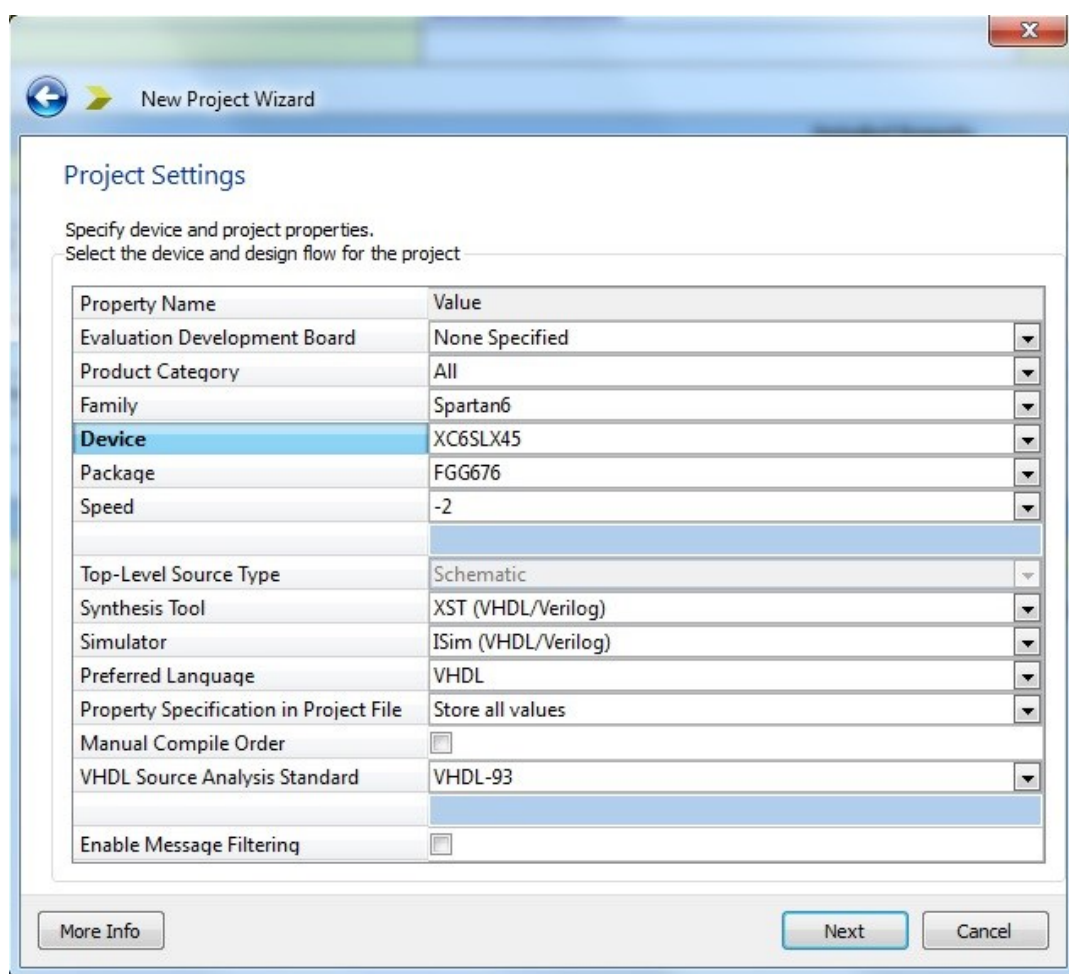 New Project Wizard
Project Settings
Specify device and project properties.
Select the device and design flow for the project
Property Name Value
Evaluation Development Board None Specified
Product Category All
Family Spartan6
Device XC6SLX45
Package FGG676
Speed -2
Top-Level Source Type Schematic
Synthesis Tool XST (VHDL/Verilog)
Simulator ISim (VHDL/Verilog)
Preferred Language VHDL
Property Specification in Project File Store all values
Manual Compile Order
VHDL Source Analysis Standard VHDL-93
Enable Message Filtering
More Info Next Cancel